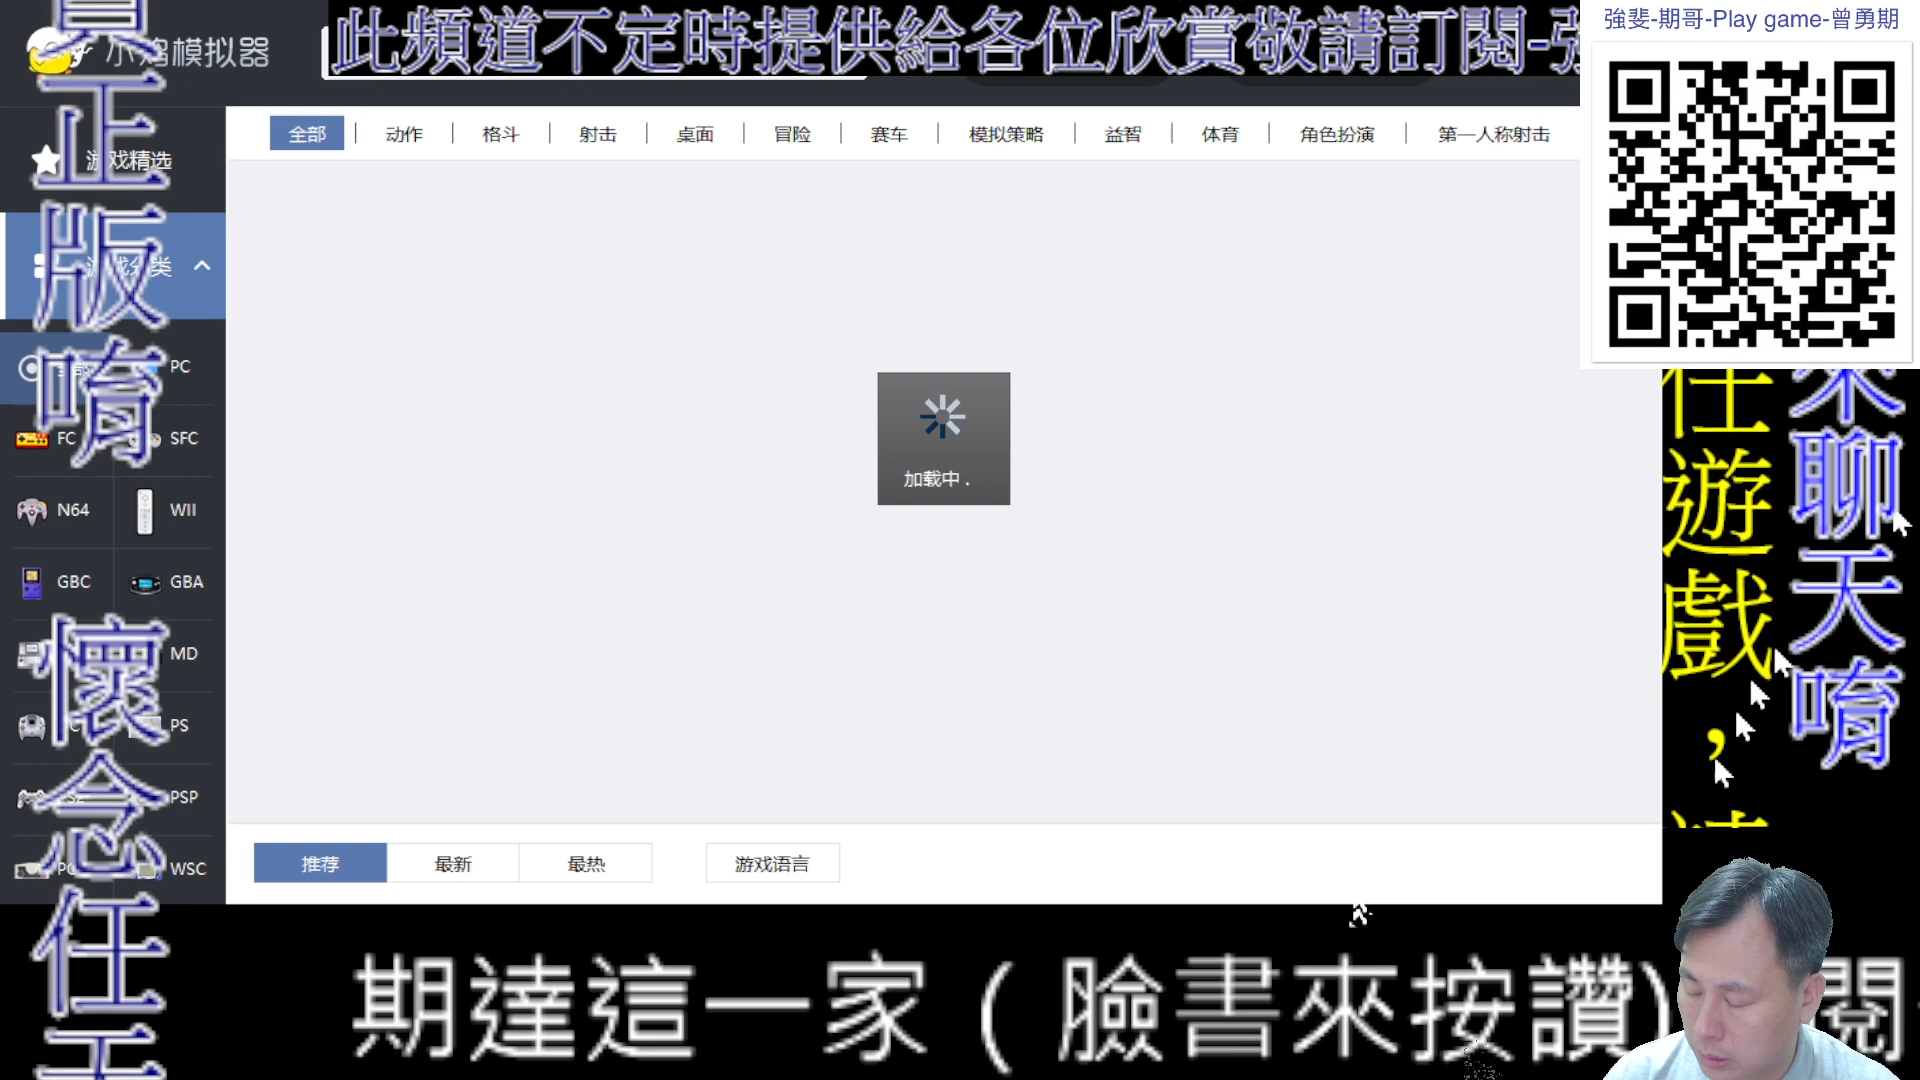 小鸡模拟器
此頻道不定時提供給各位欣賞敬請訂閱-強
強斐-期哥-Play game-曾勇期
全部
动作
格斗
射击
桌面
冒险
赛车
模拟策略
益智
体育
角色扮演
第一人称射击
游戏精选
游戏分类
PC
FC
SFC
N64
WII
GBC
GBA
MD
PS
PSP
WSC
正版唷
懷念任天
加载中 .
任遊戲，
來聊天唷
推荐
最新
最热
游戏语言
期達這一家（臉書來按讚)
閱